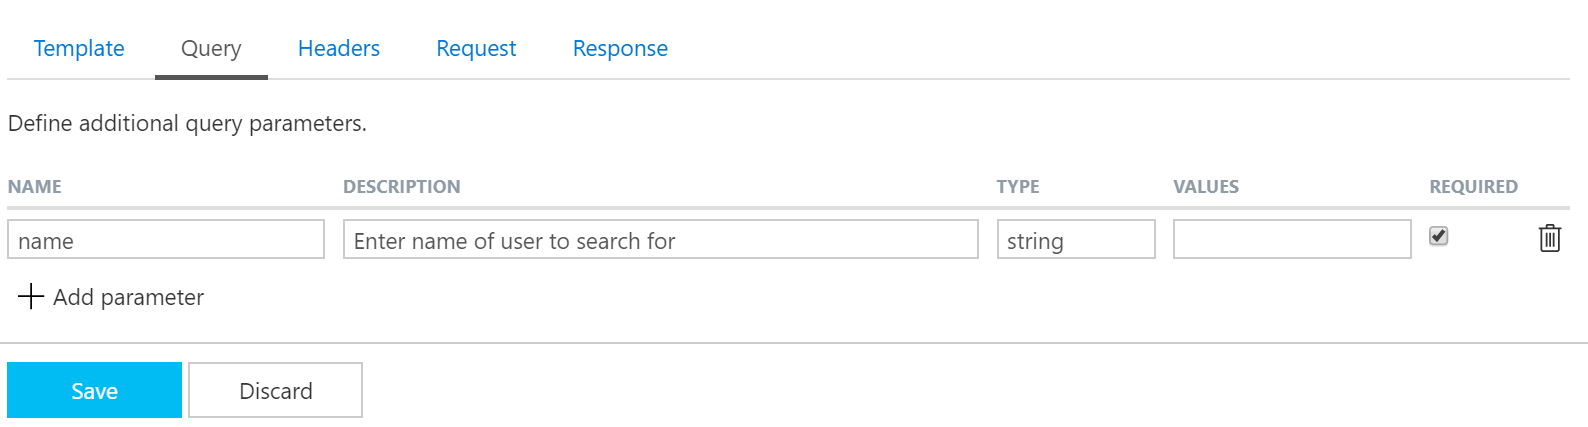 Template Query Headers Request Response
Define additional query parameters.
NAME DESCRIPTION TYPE VALUES REQUIRED
name Enter name of user to search for string
Add parameter
Save Discard